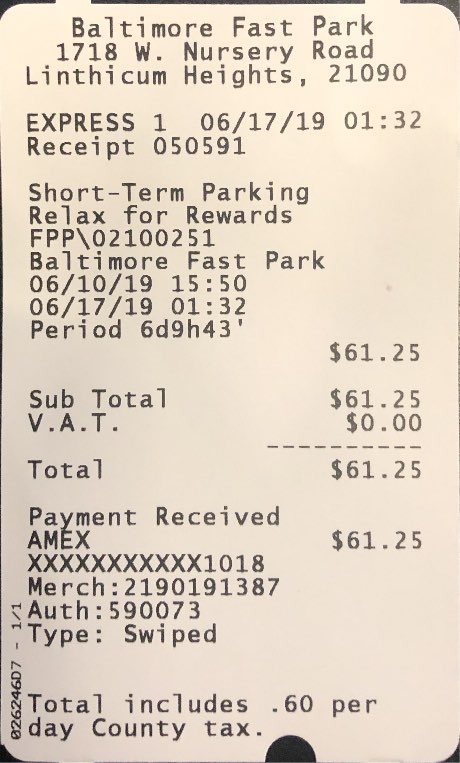 Baltimore Fast Park
1718 W. Nursery Road
Linthicum Heights, 21090
EXPRESS 1 06/17/19 01:32
Receipt 050591
Short-Term Parking
Relax for Rewards
FPP\02100251
Baltimore Fast Park
06/10/19 15:50
06/17/19 01:32
Period 6d9h43'
$61.25
Sub Total $61.25
V.A.T. $0.00
----------
Total $61.25
Payment Received
AMEX $61.25
XXXXXXXXXXX1018
Merch:2190191387
Auth:590073
Type: Swiped
Total includes .60 per
day County tax.
026246D7 - 1/1